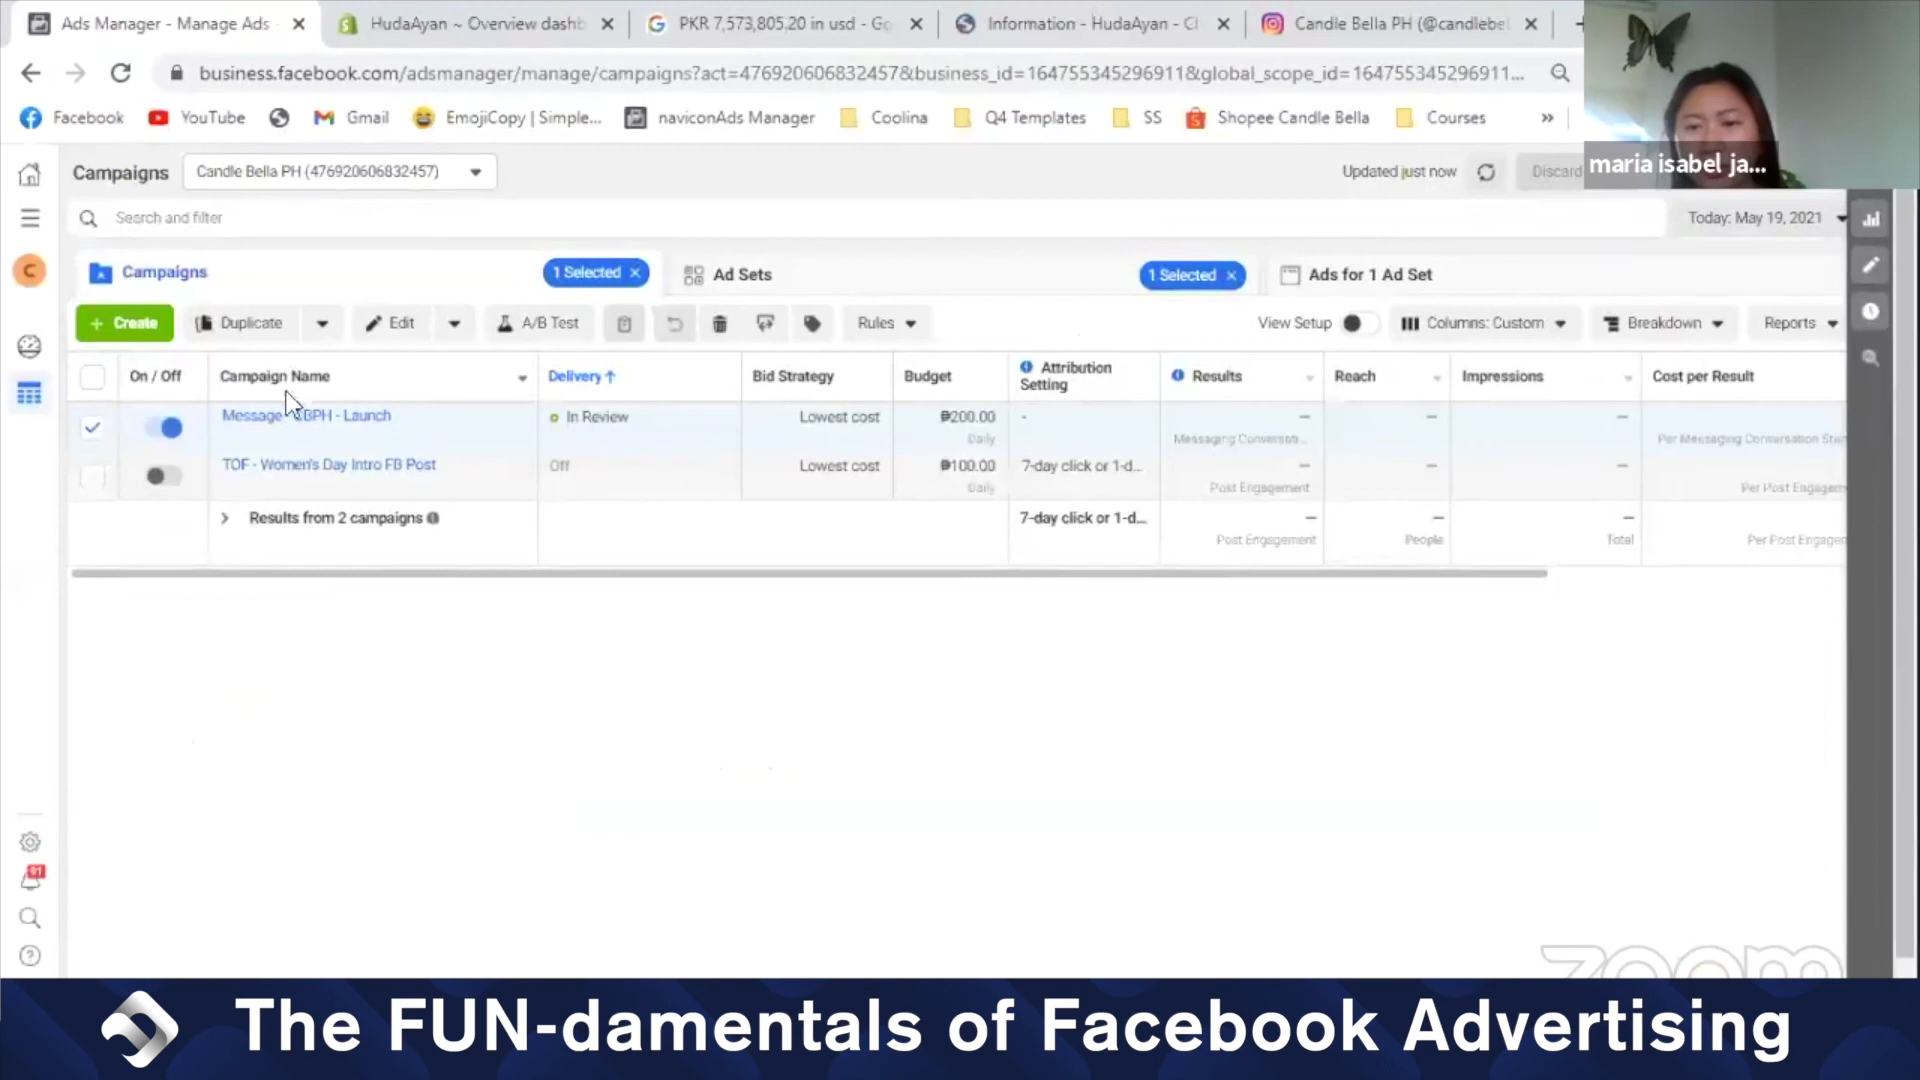 Ads Manager - Manage Ads
HudaAyan ~ Overview dashb
PKR 7,573,805,20 in usd - Go
Information - HudaAyan - Cl
Candle Bella PH (@candlebel
business.facebook.com/adsmanager/manage/campaigns?act=476920606832457&business_id=164755345296911&global_scope_id=164755345296911...
Facebook
YouTube
Gmail
EmojiCopy | Simple...
naviconAds Manager
Coolina
Q4 Templates
SS
Shopee Candle Bella
Courses
»
maria isabel ja...
Campaigns
Candle Bella PH (476920606832457)
Updated just now
Discard
Search and filter
Today: May 19, 2021
C
Campaigns
1 Selected ×
Ad Sets
1 Selected ×
Ads for 1 Ad Set
+ Create
Duplicate
Edit
A/B Test
Rules
View Setup
Columns: Custom
Breakdown
Reports
On / Off
Campaign Name
Delivery ↑
Bid Strategy
Budget
Attribution
Setting
Results
Reach
Impressions
Cost per Result
Message - CBPH - Launch
In Review
Lowest cost
₱200.00
Daily
-
—
Messaging Conversati...
—
—
Per Messaging Conversation Star
TOF - Women's Day Intro FB Post
Off
Lowest cost
₱100.00
Daily
7-day click or 1-d...
—
Post Engagement
—
—
Per Post Engagem
Results from 2 campaigns
7-day click or 1-d...
—
Post Engagement
—
People
—
Total
Per Post Engagem
91
zoom
The FUN-damentals of Facebook Advertising